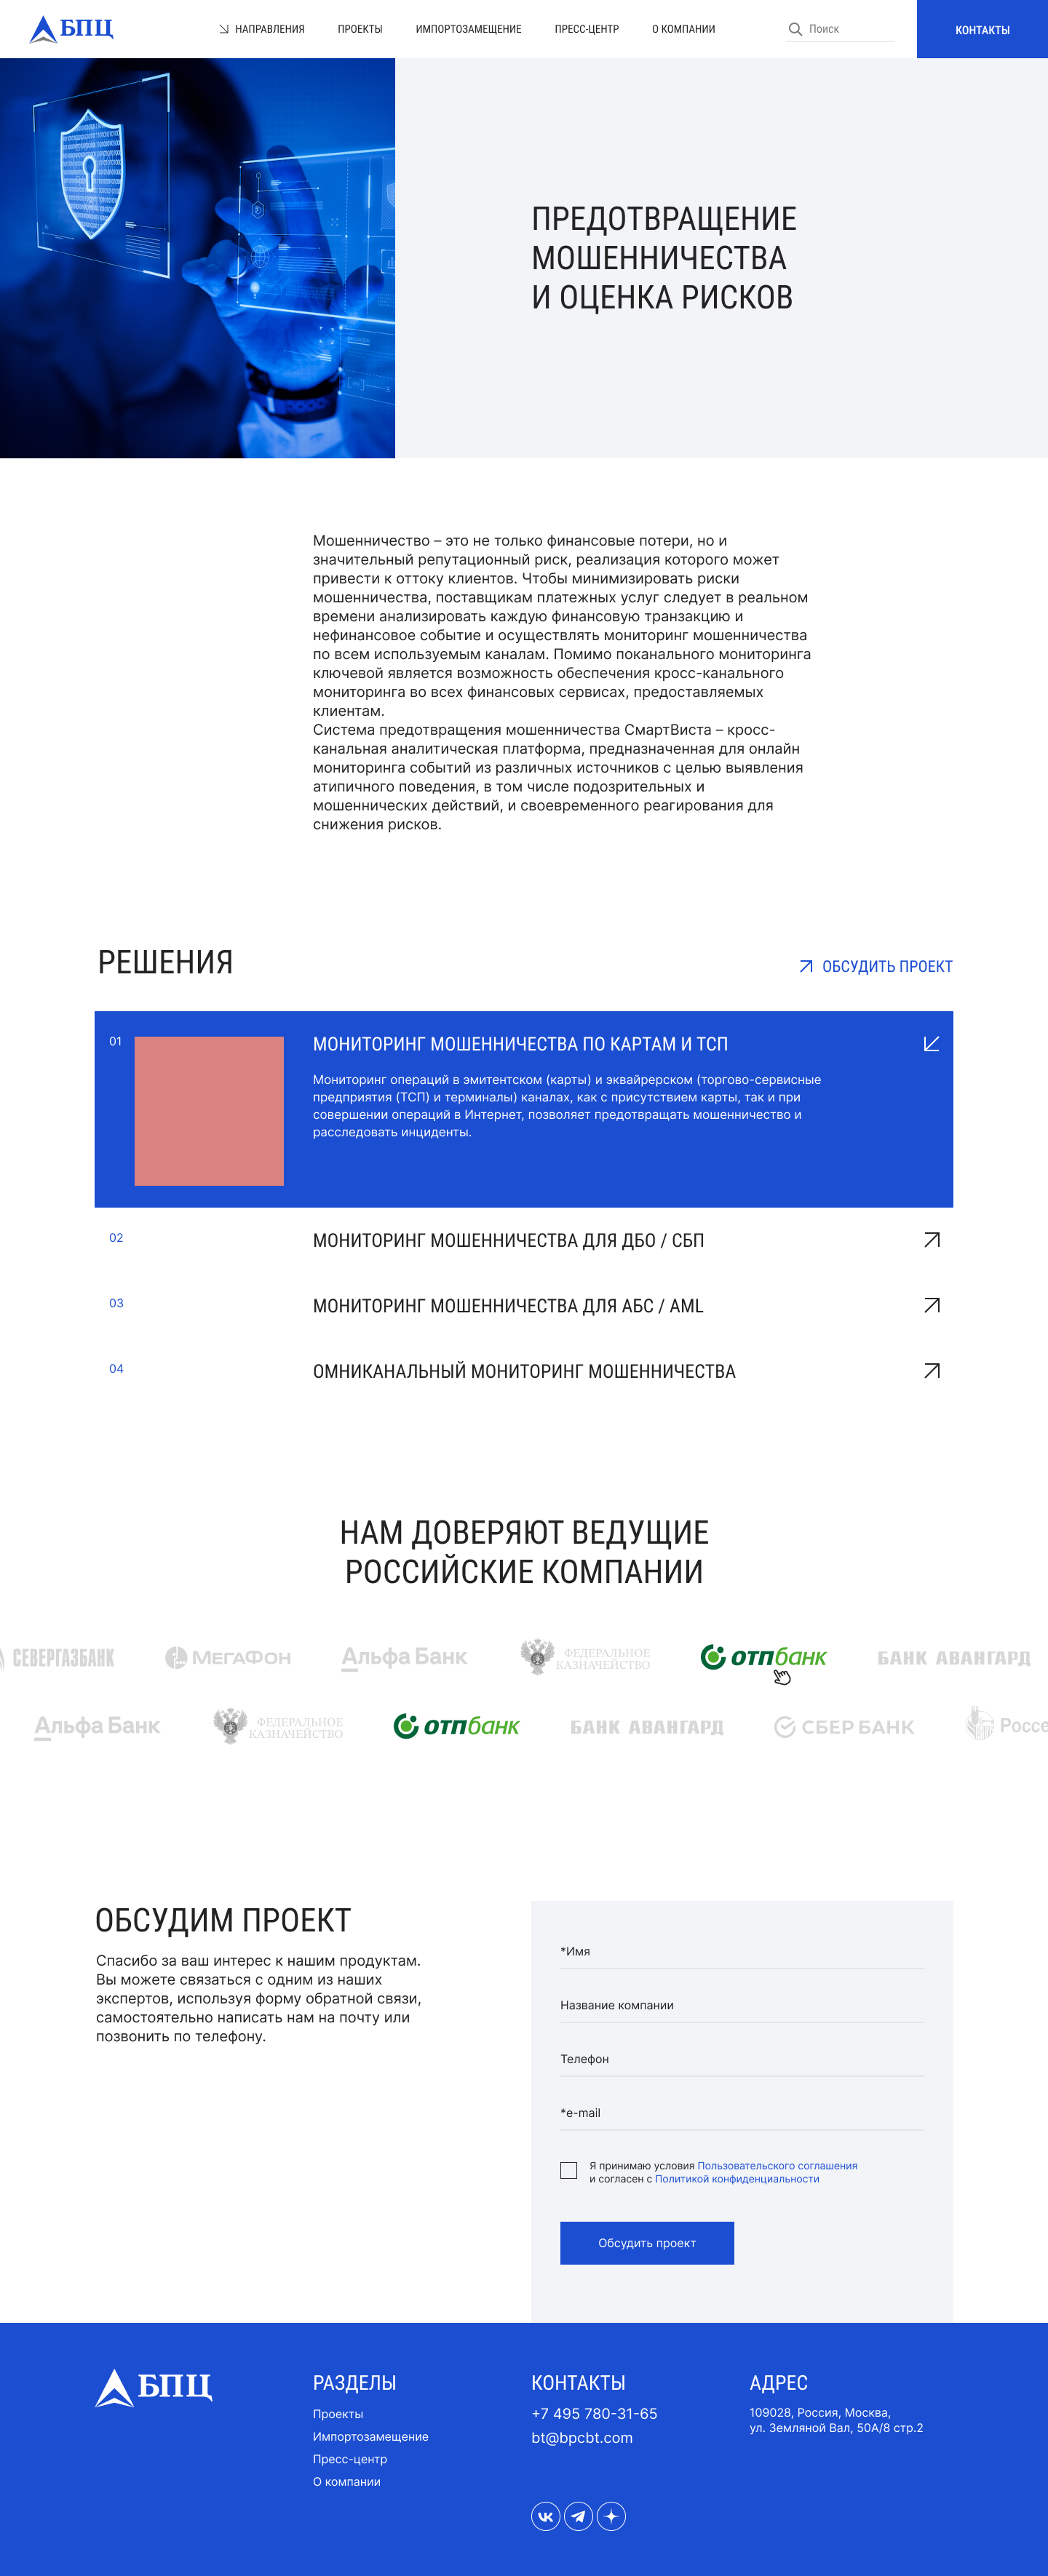 БПЦ
НАПРАВЛЕНИЯ
ПРОЕКТЫ
ИМПОРТОЗАМЕЩЕНИЕ
ПРЕСС-ЦЕНТР
О КОМПАНИИ
Поиск
КОНТАКТЫ
ПРЕДОТВРАЩЕНИЕ
МОШЕННИЧЕСТВА
И ОЦЕНКА РИСКОВ
Мошенничество – это не только финансовые потери, но и
значительный репутационный риск, реализация которого может
привести к оттоку клиентов. Чтобы минимизировать риски
мошенничества, поставщикам платежных услуг следует в реальном
времени анализировать каждую финансовую транзакцию и
нефинансовое событие и осуществлять мониторинг мошенничества
по всем используемым каналам. Помимо поканального мониторинга
ключевой является возможность обеспечения кросс-канального
мониторинга во всех финансовых сервисах, предоставляемых
клиентам.
Система предотвращения мошенничества СмартВиста – кросс-
канальная аналитическая платформа, предназначенная для онлайн
мониторинга событий из различных источников с целью выявления
атипичного поведения, в том числе подозрительных и
мошеннических действий, и своевременного реагирования для
снижения рисков.
РЕШЕНИЯ
ОБСУДИТЬ ПРОЕКТ
01
МОНИТОРИНГ МОШЕННИЧЕСТВА ПО КАРТАМ И ТСП
Мониторинг операций в эмитентском (карты) и эквайрерском (торгово-сервисные
предприятия (ТСП) и терминалы) каналах, как с присутствием карты, так и при
совершении операций в Интернет, позволяет предотвращать мошенничество и
расследовать инциденты.
02
МОНИТОРИНГ МОШЕННИЧЕСТВА ДЛЯ ДБО / СБП
03
МОНИТОРИНГ МОШЕННИЧЕСТВА ДЛЯ АБС / AML
04
ОМНИКАНАЛЬНЫЙ МОНИТОРИНГ МОШЕННИЧЕСТВА
НАМ ДОВЕРЯЮТ ВЕДУЩИЕ
РОССИЙСКИЕ КОМПАНИИ
СЕВЕРГАЗБАНК
МЕГАФОН
Альфа Банк
ФЕДЕРАЛЬНОЕ
КАЗНАЧЕЙСТВО
отпбанк
БАНК АВАНГАРД
Альфа Банк
ФЕДЕРАЛЬНОЕ
КАЗНАЧЕЙСТВО
отпбанк
БАНК АВАНГАРД
СБЕР БАНК
Россе
ОБСУДИМ ПРОЕКТ
Спасибо за ваш интерес к нашим продуктам.
Вы можете связаться с одним из наших
экспертов, используя форму обратной связи,
самостоятельно написать нам на почту или
позвонить по телефону.
*Имя
Название компании
Телефон
*e-mail
Я принимаю условия Пользовательского соглашения
и согласен с Политикой конфиденциальности
Обсудить проект
БПЦ
РАЗДЕЛЫ
Проекты
Импортозамещение
Пресс-центр
О компании
КОНТАКТЫ
+7 495 780-31-65
bt@bpcbt.com
АДРЕС
109028, Россия, Москва,
ул. Земляной Вал, 50А/8 стр.2